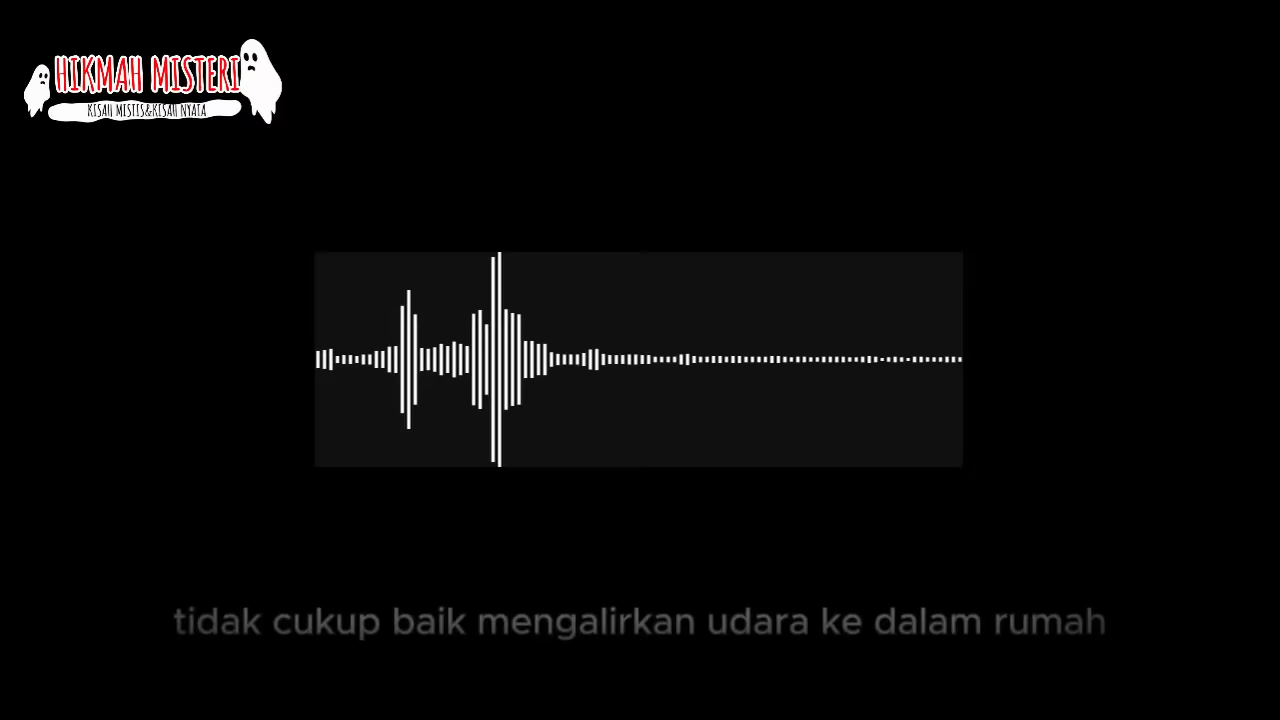 HIKMAH MISTERI
KISAH MISTIS&KISAH NYATA
tidak cukup baik mengalirkan udara ke dalam rumah